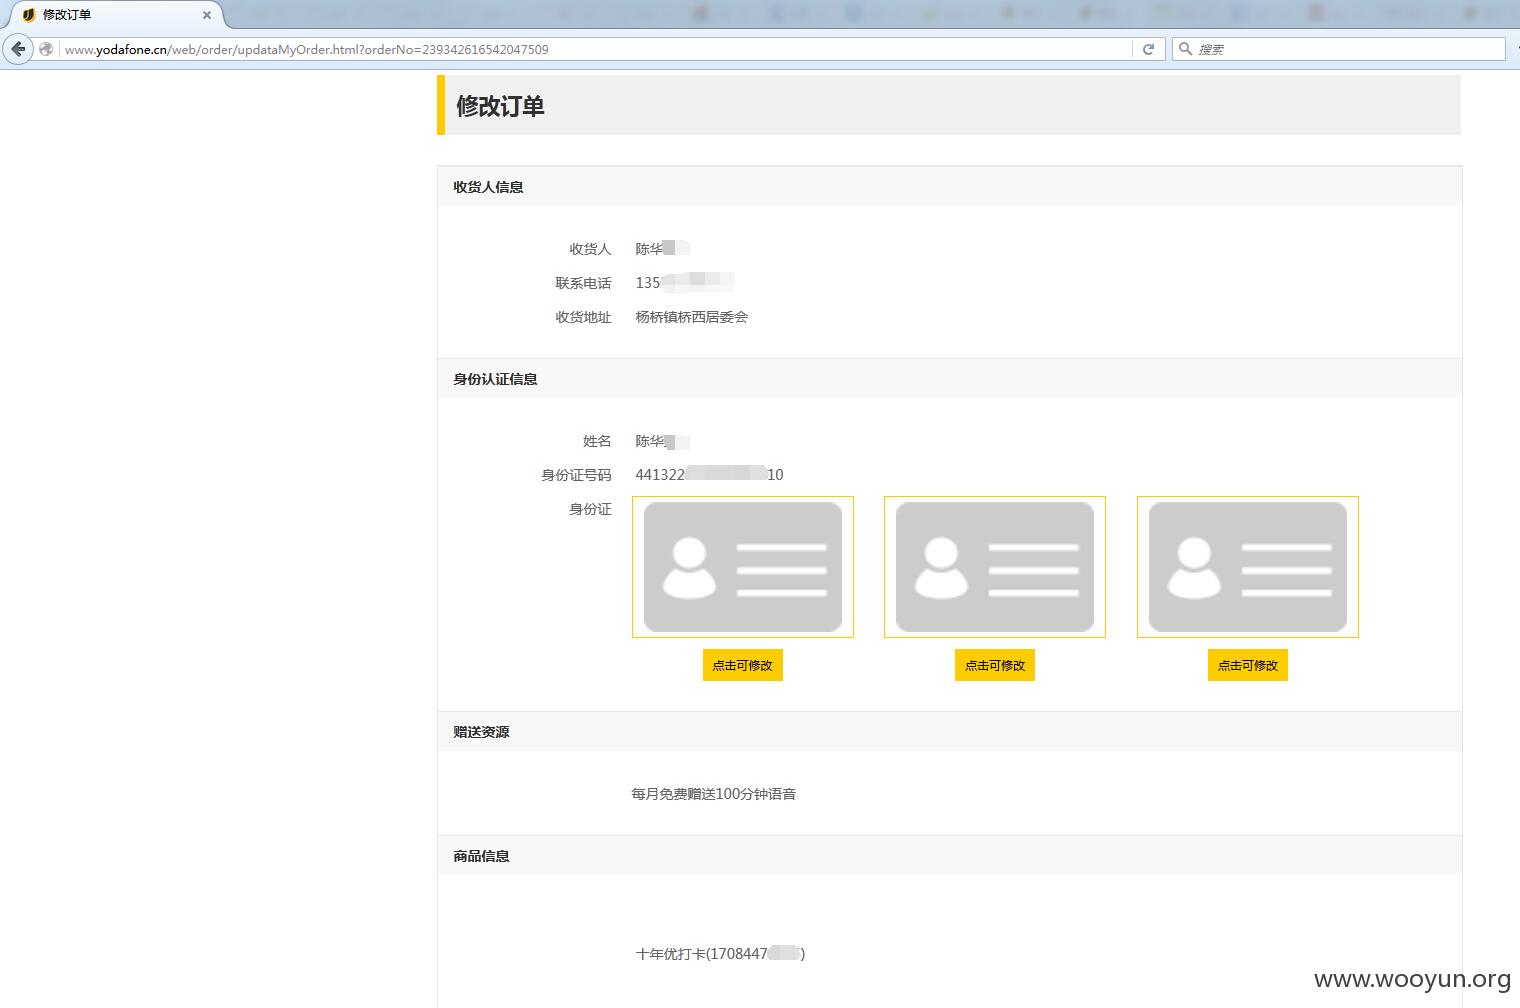 修改订单
www.yodafone.cn/web/order/updataMyOrder.html?orderNo=239342616542047509
搜索
修改订单
收货人信息
收货人 陈华
联系电话 135
收货地址 杨桥镇桥西居委会
身份认证信息
姓名 陈华
身份证号码 441322 10
身份证
点击可修改 点击可修改 点击可修改
赠送资源
每月免费赠送100分钟语音
商品信息
十年优打卡(1708447 )
www.wooyun.org